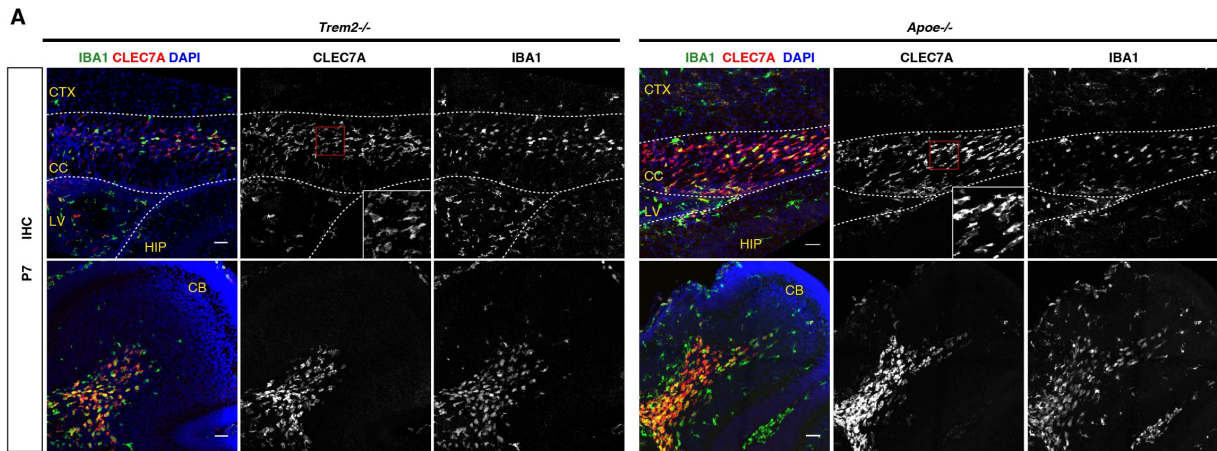 A
Trem2-/-
Apoe-/-
IBA1 CLEC7A DAPI
CLEC7A
IBA1
IBA1 CLEC7A DAPI
CLEC7A
IBA1
IHC
P7
CTX
CC
LV
HIP
CTX
CC
LV
HIP
CB
CB